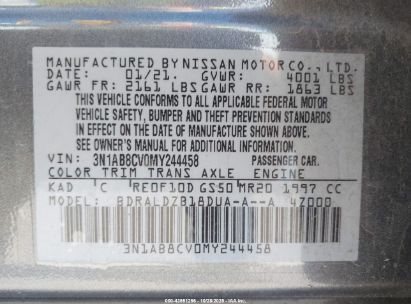 MANUFACTURED BY NISSAN MOTOR CO., LTD.
DATE: 01/21. GVWR: 4001 LBS
GAWR FR: 2161 LBS GAWR RR: 1863 LBS
THIS VEHICLE CONFORMS TO ALL APPLICABLE FEDERAL MOTOR
VEHICLE SAFETY, BUMPER AND THEFT PREVENTION STANDARDS
IN EFFECT ON THE DATE OF MANUFACTURE SHOWN ABOVE.
SEE OWNER'S MANUAL FOR ADDITIONAL INFORMATION.
VIN: 3N1AB8CV0MY244458 PASSENGER CAR.
COLOR TRIM TRANS AXLE ENGINE
KAD C RE0F10D GS50 MR20 1997 CC
BDRALDZB18DUA-A--A 4Z000
3N1AB8CV0MY244458